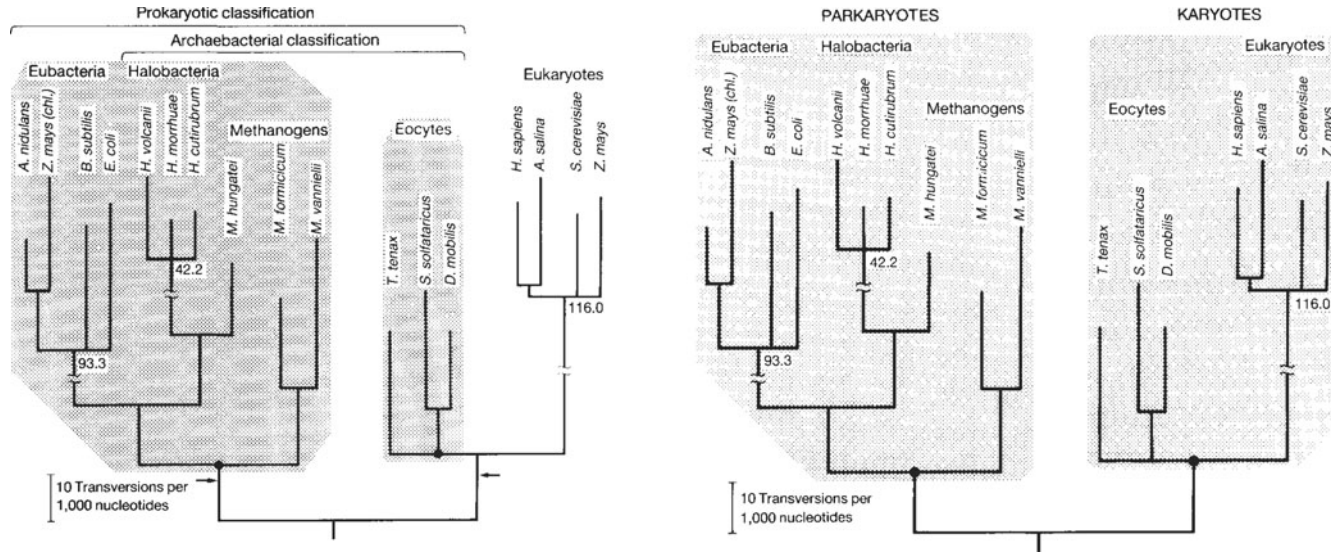 Prokaryotic classification
Archaebacterial classification
Eubacteria
Halobacteria
Eukaryotes
A. nidulans
Z. mays (chl.)
B. subtilis
E. coli
H. volcanii
H. morrhuae
H. cutirubrum
Methanogens
M. hungatei
M. formicicum
M. vannielli
Eocytes
T. tenax
S. solfataricus
D. mobilis
H. sapiens
A. salina
S. cerevisiae
Z. mays
42.2
93.3
116.0
10 Transversions per
1,000 nucleotides
PARKARYOTES
KARYOTES
Eubacteria
Halobacteria
Eukaryotes
A. nidulans
Z. mays (chl.)
B. subtilis
E. coli
H. volcanii
H. morrhuae
H. cutirubrum
Methanogens
M. hungatei
M. formicicum
M. vannielli
Eocytes
T. tenax
S. solfataricus
D. mobilis
H. sapiens
A. salina
S. cerevisiae
Z. mays
42.2
93.3
116.0
10 Transversions per
1,000 nucleotides